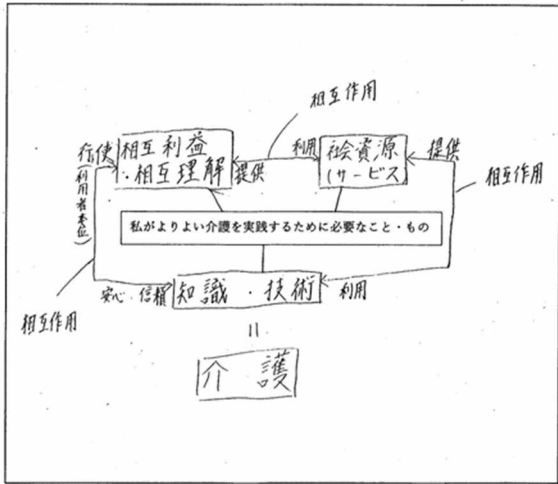 相互作用
行使
相互利益
・相互理解
提供
利用
社会資源
(サービス)
提供
相互作用
(利用者本位)
私がよりよい介護を実践するために必要なこと・もの
安心・信頼
知識・技術
利用
相互作用
=
介護